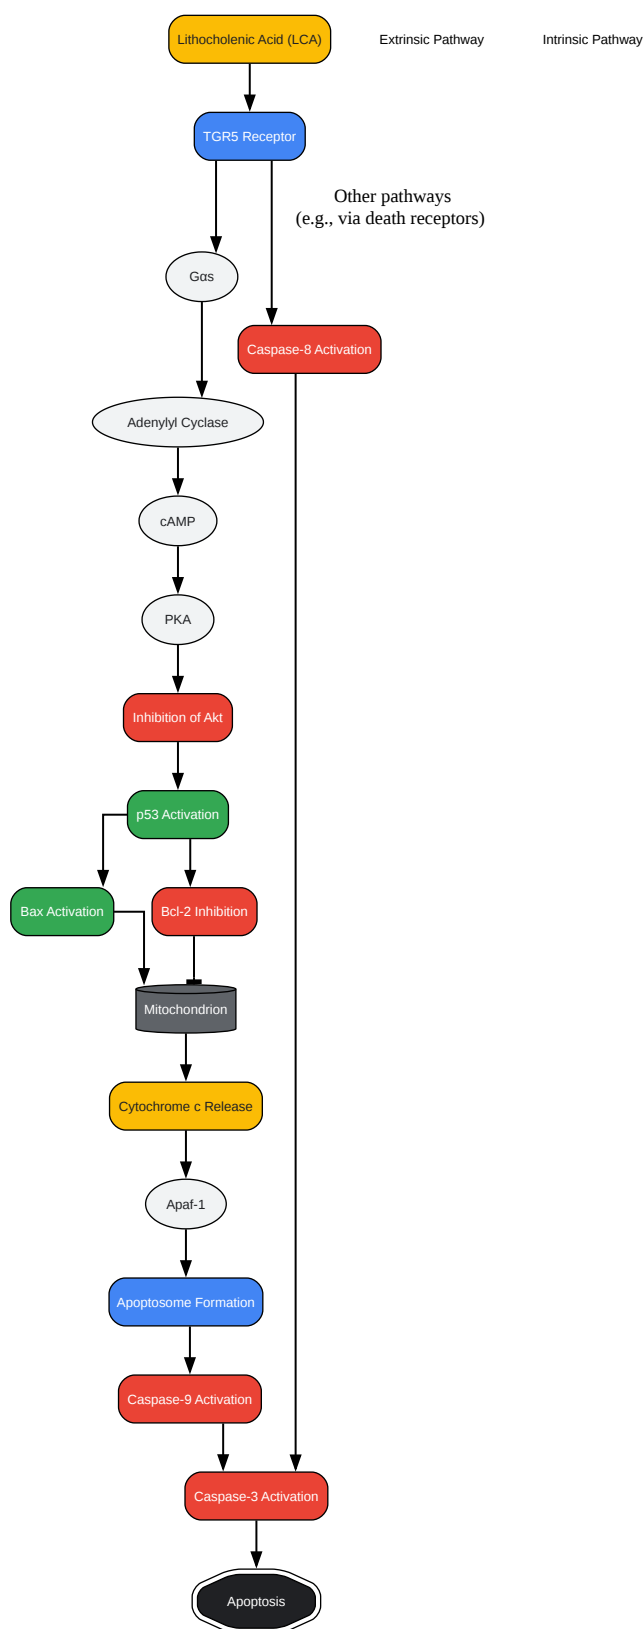 Lithocholenic Acid (LCA)
Extrinsic Pathway
Intrinsic Pathway
TGR5 Receptor
Other pathways
(e.g., via death receptors)
Gαs
Caspase-8 Activation
Adenylyl Cyclase
cAMP
PKA
Inhibition of Akt
p53 Activation
Bax Activation
Bcl-2 Inhibition
Mitochondrion
Cytochrome c Release
Apaf-1
Apoptosome Formation
Caspase-9 Activation
Caspase-3 Activation
Apoptosis